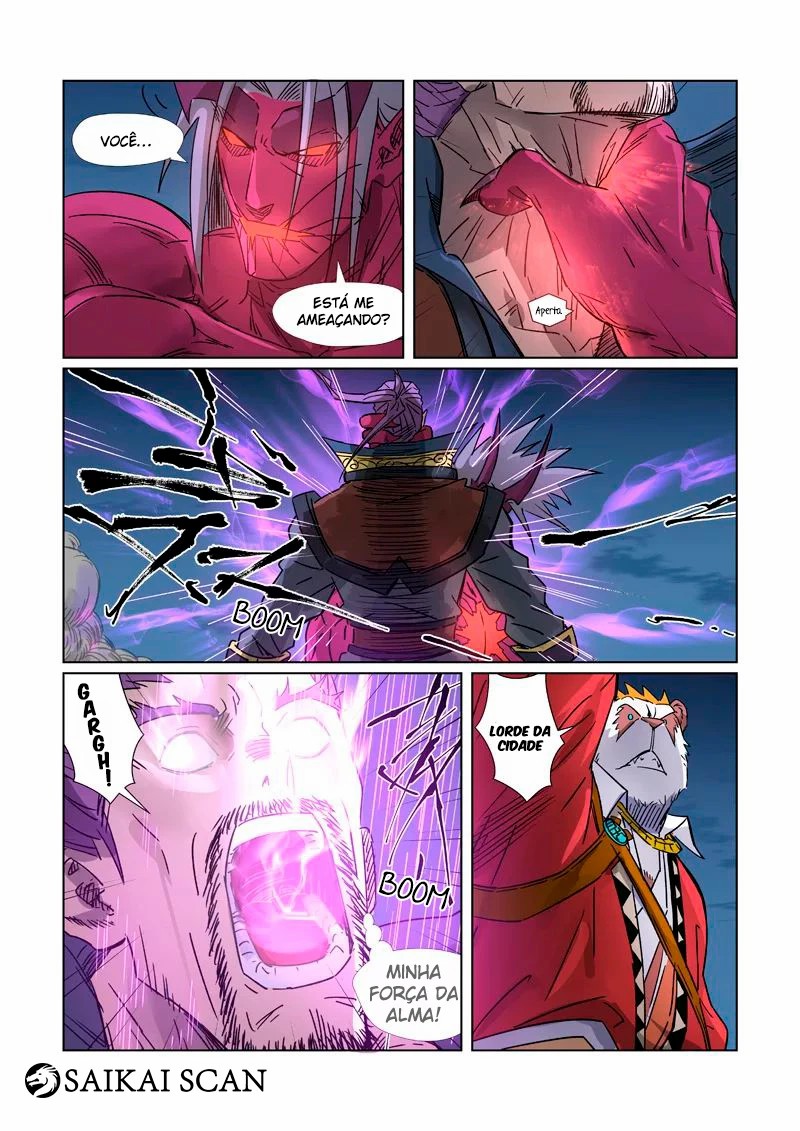 VOCÊ...
ESTÁ ME
AMEAÇANDO?
Aperta
BOOM
GARGH!
BOOM
MINHA
FORÇA DA
ALMA!
LORDE DA
CIDADE
SAIKAI SCAN